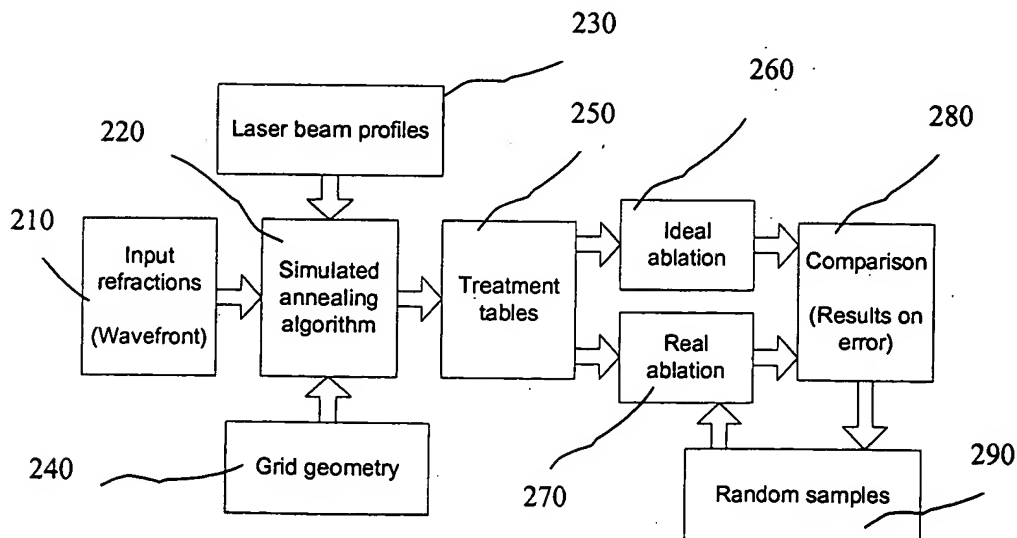 230
260
250
280
220
Laser beam profiles
210
Input
refractions
(Wavefront)
Simulated
annealing
algorithm
Treatment
tables
Ideal
ablation
Real
ablation
Comparison
(Results on
error)
240
Grid geometry
270
290
Random samples